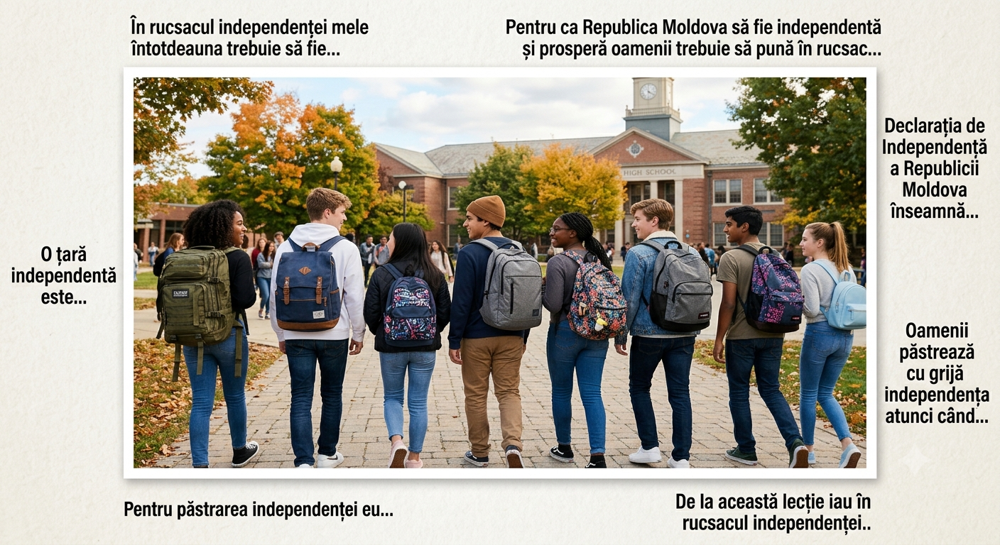 În rucsacul independenței mele
întotdeauna trebuie să fie...
Pentru ca Republica Moldova să fie independentă
și prosperă oamenii trebuie să pună în rucsac...
Declarația de
Independență
a Republicii
Moldova
înseamnă...
HIGH SCHOOL
O țară
independentă
este...
Oamenii
păstrează
cu grijă
independența
atunci când...
Pentru păstrarea independenței eu...
De la această lecție iau în
rucsacul independenței..